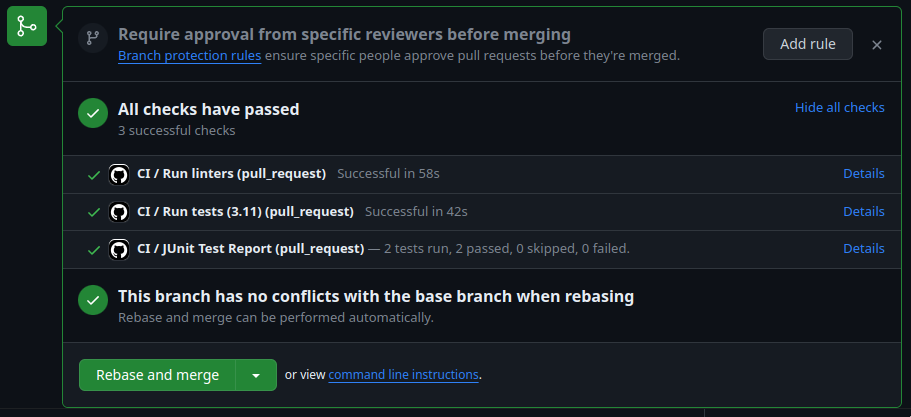 Require approval from specific reviewers before merging
Add rule
Branch protection rules ensure specific people approve pull requests before they're merged.
All checks have passed
Hide all checks
3 successful checks
CI / Run linters (pull_request) Successful in 58s
Details
CI / Run tests (3.11) (pull_request) Successful in 42s
Details
CI / JUnit Test Report (pull_request) — 2 tests run, 2 passed, 0 skipped, 0 failed.
Details
This branch has no conflicts with the base branch when rebasing
Rebase and merge can be performed automatically.
Rebase and merge
or view command line instructions.